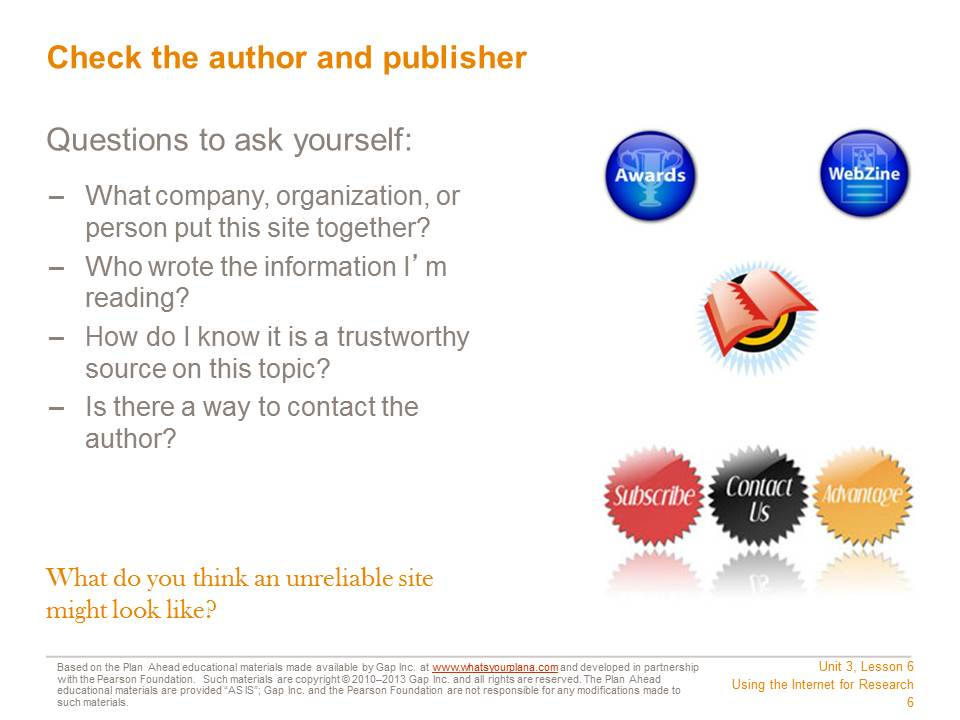 Check the author and publisher
Questions to ask yourself:
– What company, organization, or
person put this site together?
– Who wrote the information I’m
reading?
– How do I know it is a trustworthy
source on this topic?
– Is there a way to contact the
author?
What do you think an unreliable site
might look like?
Awards
WebZine
Subscribe
Contact
Us
Advantage
Based on the Plan Ahead educational materials made available by Gap Inc. at www.whatsyourplana.com and developed in partnership
with the Pearson Foundation. Such materials are copyright © 2010–2013 Gap Inc. and all rights are reserved. The Plan Ahead
educational materials are provided “AS IS”; Gap Inc. and the Pearson Foundation are not responsible for any modifications made to
such materials.
Unit 3, Lesson 6
Using the Internet for Research
6